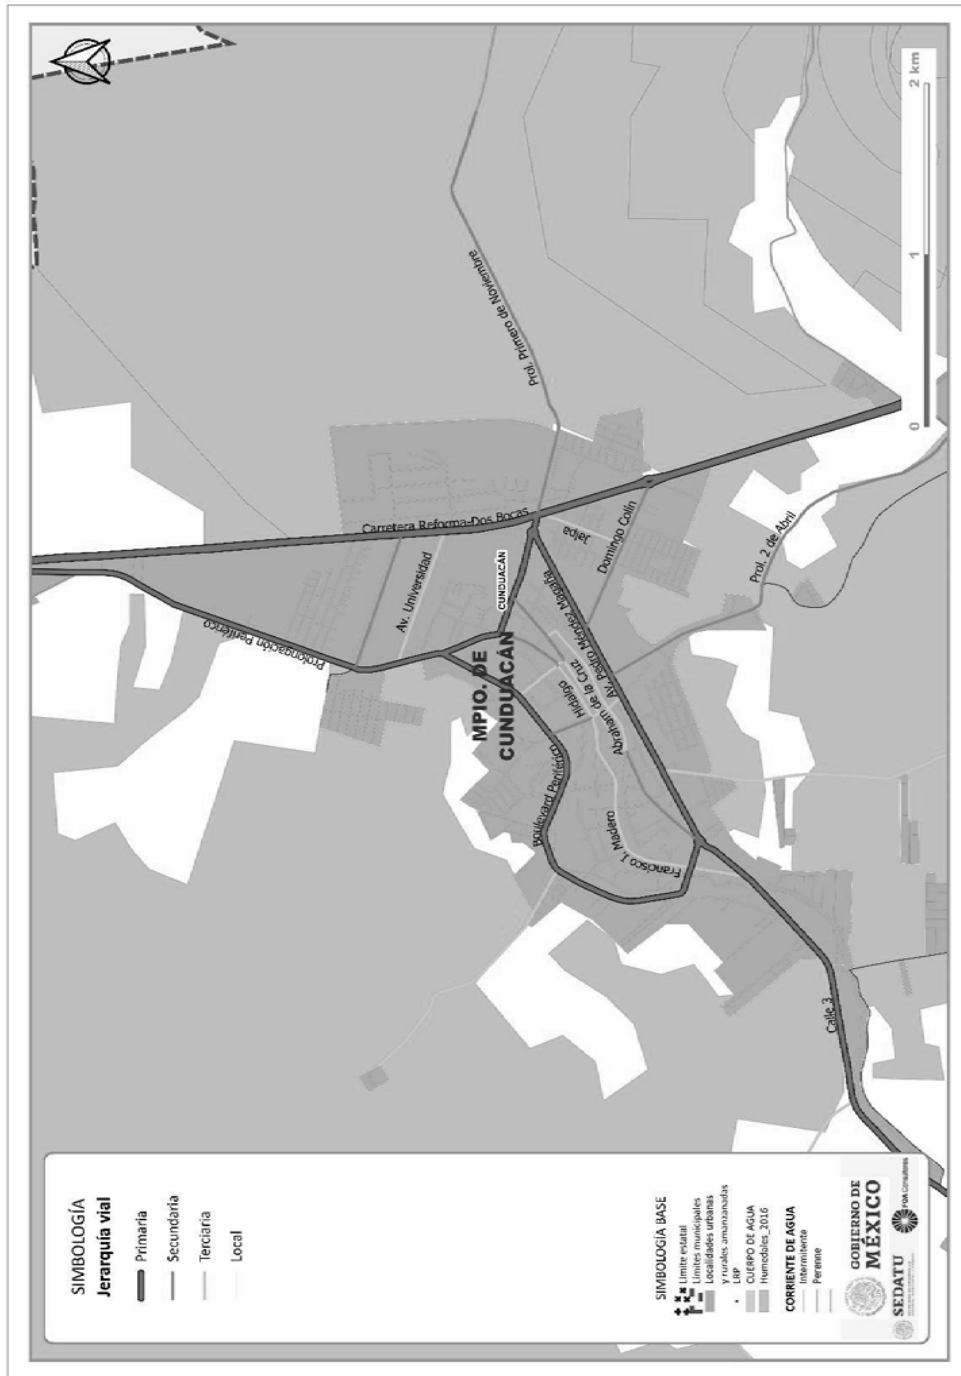 2 km
1
0
Prol. Primero de Noviembre
Carretera Reforma-Dos Bocas
Jalpa
Domingo Colín
Prol. 2 de Abril
CUNDUACÁN
Av. Universidad
Prolongación Periférico
MPIO. DE
CUNDUACÁN
Av. Pedro Méndez Magaña
Hidalgo
Abraham de la Cruz
Boulevard Periférico
Francisco I. Madero
Calle 3
SIMBOLOGÍA
Jerarquía vial
Primaria
Secundaria
Terciaria
Local
SIMBOLOGÍA BASE
Límite estatal
Límites municipales
Localidades urbanas
y rurales amanzanadas
LRP
CUERPO DE AGUA
Humedales_2016
CORRIENTE DE AGUA
Intermitente
Perenne
GOBIERNO DE
MÉXICO
SEDATU
FOA Consultores